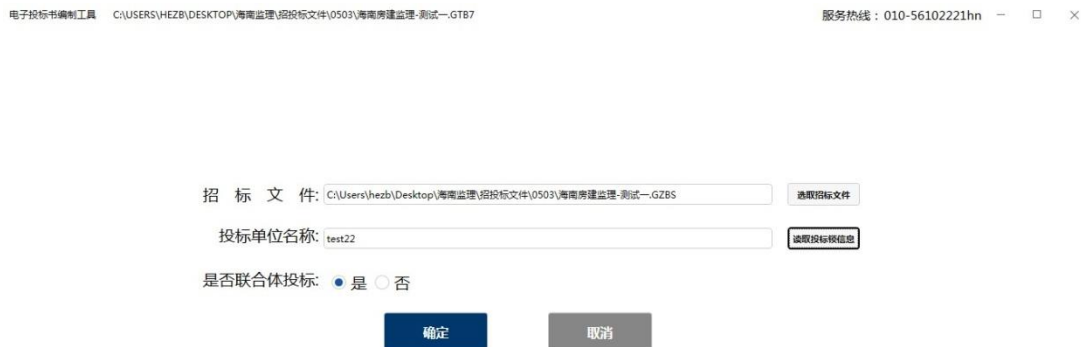 电子投标书编制工具 C:\USERS\HEZB\DESKTOP\海南监理\招投标文件\0503\海南房建监理-测试一.GTB7 服务热线：010-56102221hn
招 标 文 件: C:\Users\hezb\Desktop\海南监理\招投标文件\0503\海南房建监理-测试一.GZBS 选取招标文件
投标单位名称: test22 读取投标锁信息
是否联合体投标: 是 否
确定 取消